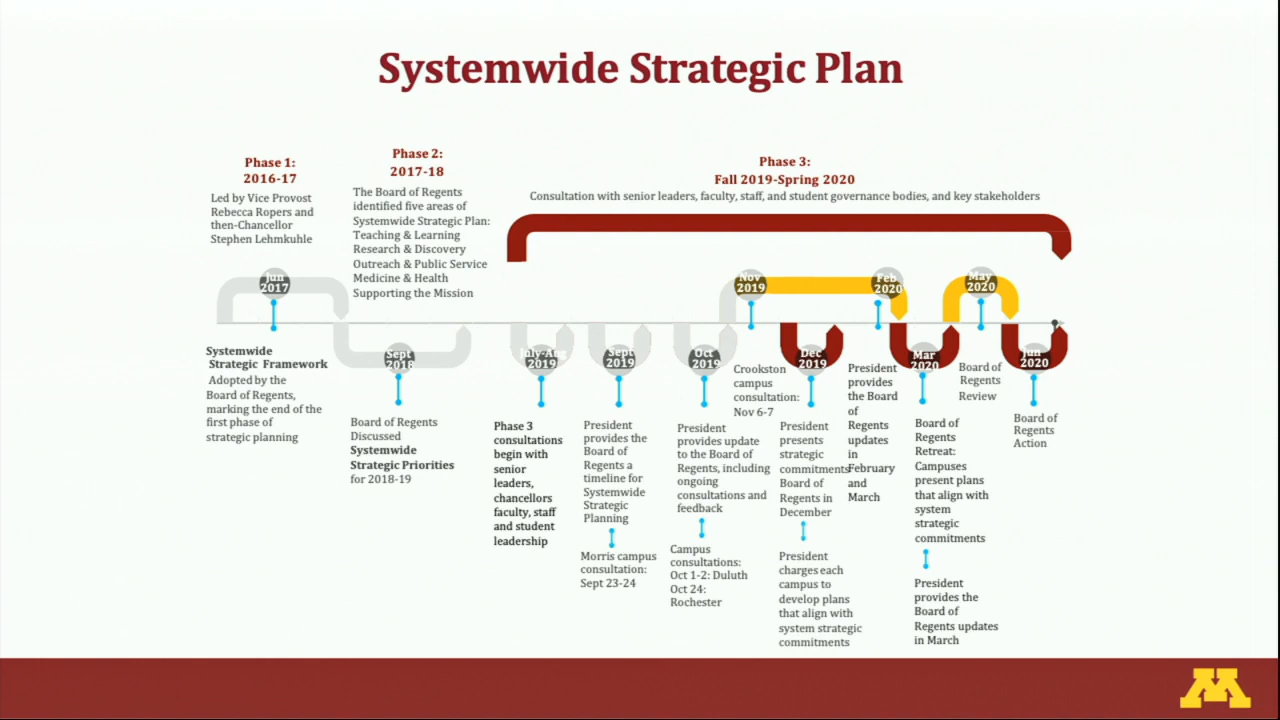 Systemwide Strategic Plan
Phase 1:
2016-17
Led by Vice Provost
Rebecca Ropers and
then-Chancellor
Stephen Lehmkuhle
Phase 2:
2017-18
The Board of Regents
identified five areas of
Systemwide Strategic Plan:
Teaching & Learning
Research & Discovery
Outreach & Public Service
Medicine & Health
Supporting the Mission
Phase 3:
Fall 2019-Spring 2020
Consultation with senior leaders, faculty, staff, and student governance bodies, and key stakeholders
Jun
2017
Systemwide
Strategic Framework
Adopted by the
Board of Regents,
marking the end of the
first phase of
strategic planning
Sept
2018
Board of Regents
Discussed
Systemwide
Strategic Priorities
for 2018-19
July-Aug
2019
Phase 3
consultations
begin with
senior
leaders,
chancellors
faculty, staff
and student
leadership
Sept
2019
President
provides the
Board of
Regents a
timeline for
Systemwide
Strategic
Planning
Morris campus
consultation:
Sept 23-24
Oct
2019
President
provides update
to the Board of
Regents, including
ongoing
consultations and
feedback
Campus
consultations:
Oct 1-2: Duluth
Oct 24:
Rochester
Nov
2019
Crookston
campus
consultation:
Nov 6-7
Dec
2019
President
presents
strategic
commitments
Board of
Regents in
December
President
charges each
campus to
develop plans
that align with
system strategic
commitments
Feb
2020
President
provides
the Board
of
Regents
updates
in
February
and
March
Mar
2020
Board of
Regents
Retreat:
Campuses
present plans
that align with
system
strategic
commitments
President
provides the
Board of
Regents updates
in March
May
2020
Board of
Regents
Review
Jun
2020
Board of
Regents
Action
M